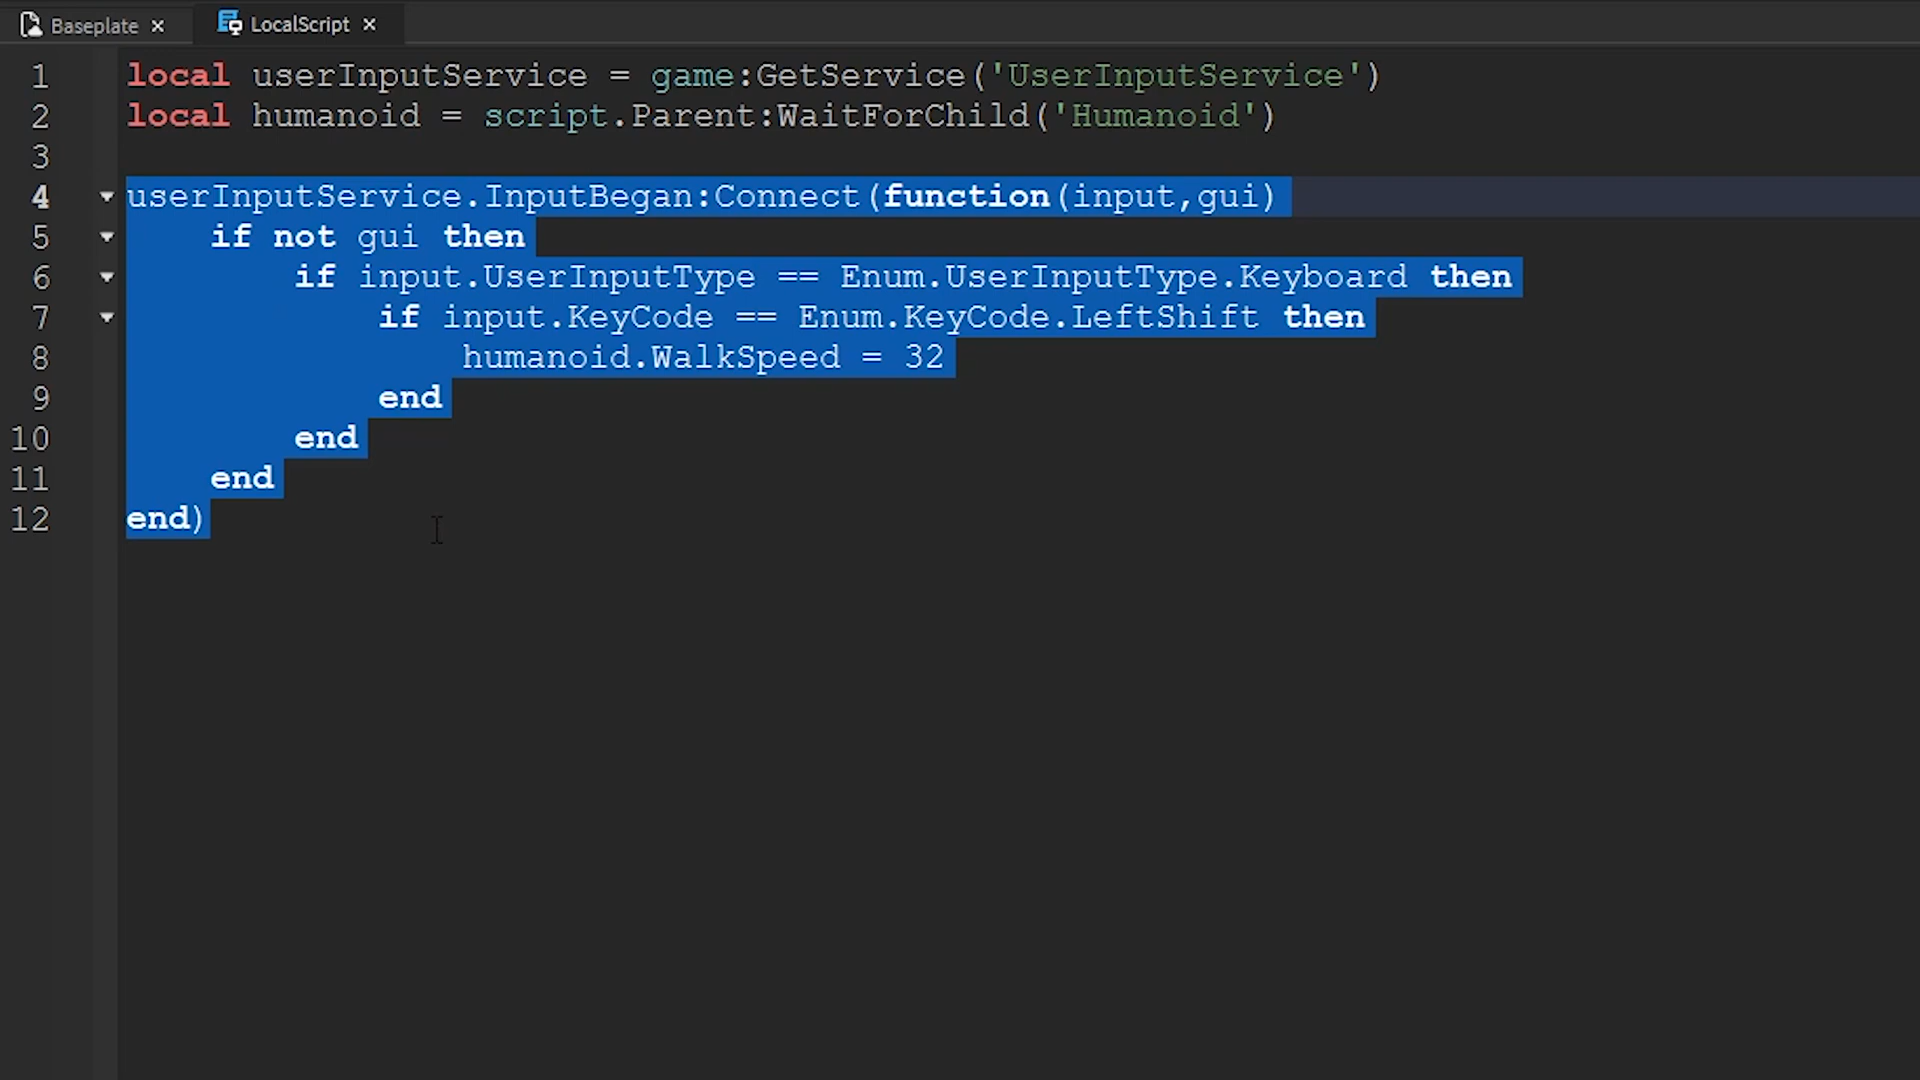 Baseplate × LocalScript ×
1 local userInputService = game:GetService('UserInputService')
2 local humanoid = script.Parent:WaitForChild('Humanoid')
3
4 userInputService.InputBegan:Connect(function(input,gui)
5 if not gui then
6 if input.UserInputType == Enum.UserInputType.Keyboard then
7 if input.KeyCode == Enum.KeyCode.LeftShift then
8 humanoid.WalkSpeed = 32
9 end
10 end
11 end
12 end)